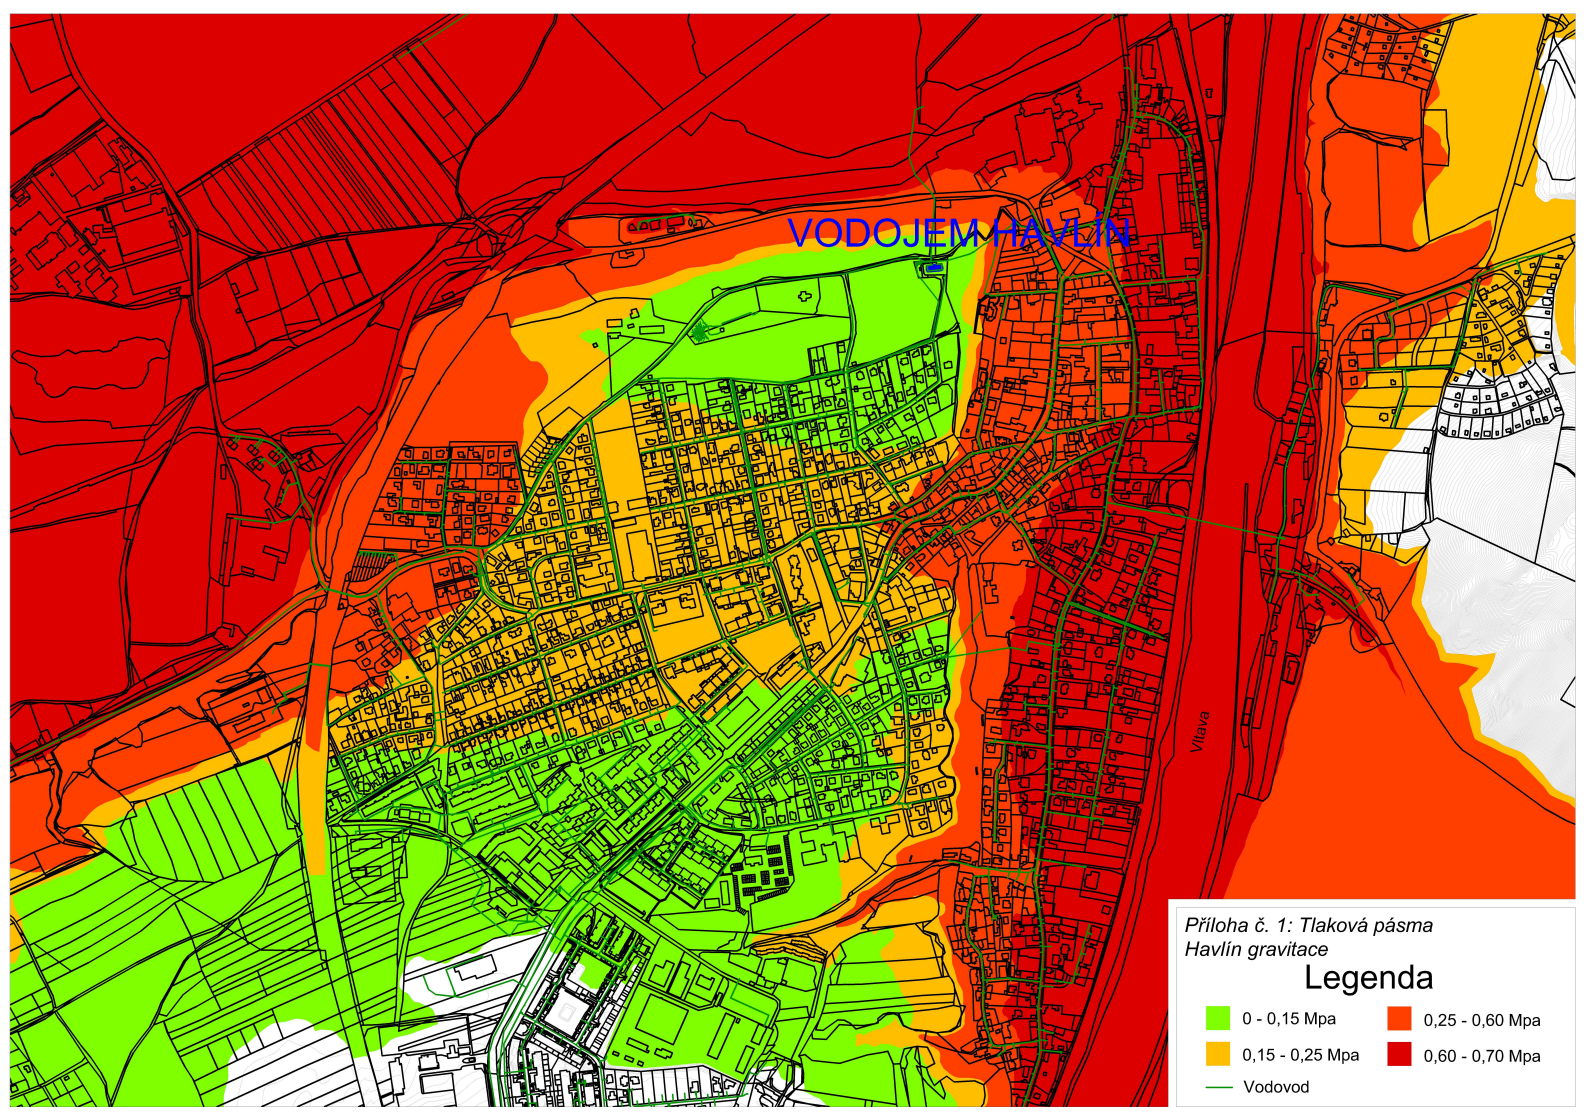 VODOJEM HAVLÍN
Vltava
Příloha č. 1: Tlaková pásma
Havlín gravitace
Legenda
0 - 0,15 Mpa
0,25 - 0,60 Mpa
0,15 - 0,25 Mpa
0,60 - 0,70 Mpa
Vodovod